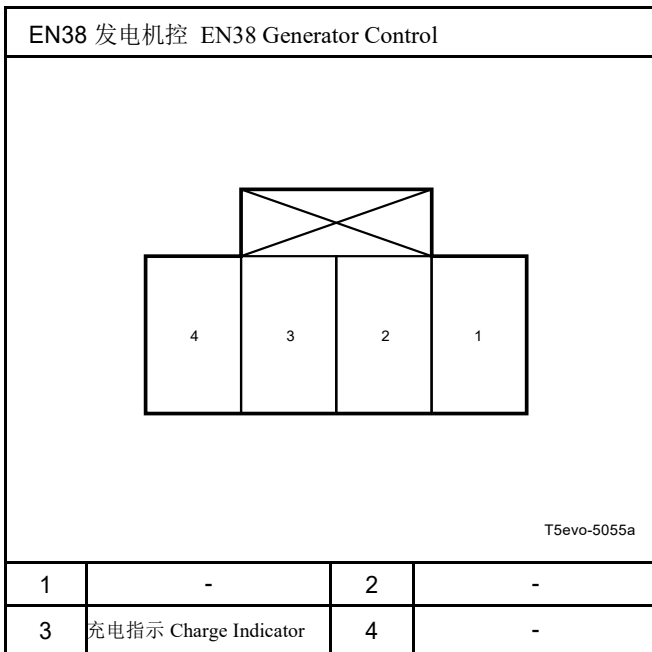 EN38 发电机控 EN38 Generator Control
4 3 2 1
T5evo-5055a
1 - 2 -
3 充电指示 Charge Indicator 4 -